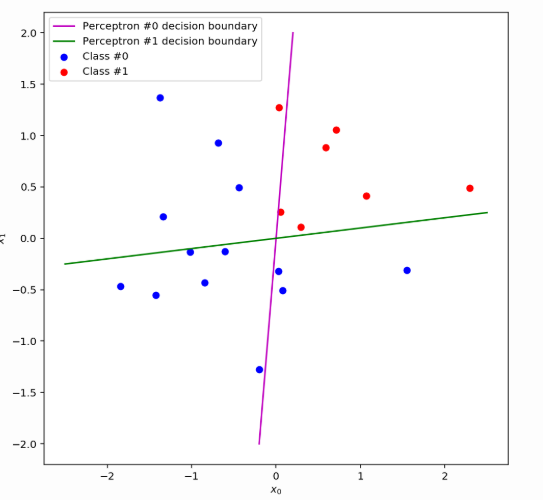 Perceptron #0 decision boundary
Perceptron #1 decision boundary
Class #0
Class #1
2.0
1.5
1.0
0.5
0.0
−0.5
−1.0
−1.5
−2.0
x₁
−2
−1
0
1
2
x₀